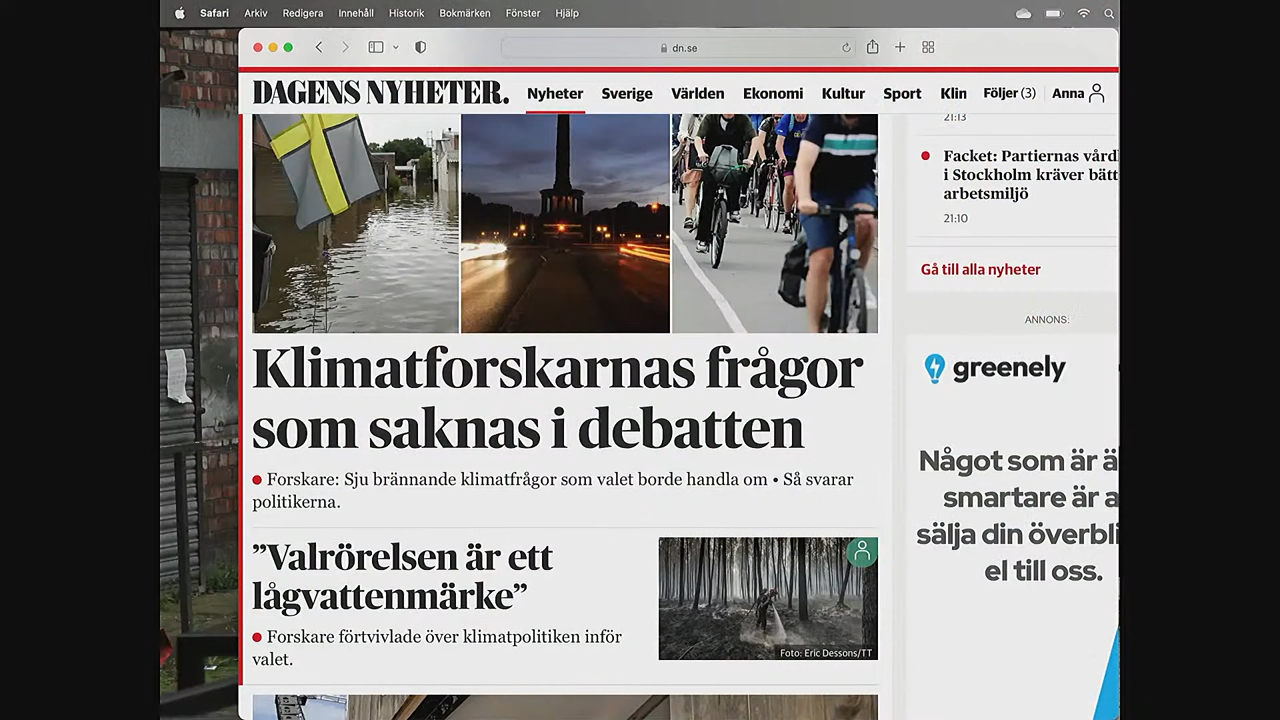 Safari Arkiv Redigera Innehåll Historik Bokmärken Fönster Hjälp
dn.se
DAGENS NYHETER.
Nyheter Sverige Världen Ekonomi Kultur Sport Klin Följer (3) Anna
21:13
Facket: Partiernas vård
i Stockholm kräver bätt
arbetsmiljö
21:10
Gå till alla nyheter
ANNONS:
greenely
Något som är ä
smartare är a
sälja din överbli
el till oss.
Klimatforskarnas frågor
som saknas i debatten
Forskare: Sju brännande klimatfrågor som valet borde handla om • Så svarar
politikerna.
”Valrörelsen är ett
lågvattenmärke”
Forskare förtvivlade över klimatpolitiken inför
valet.
Foto: Eric Dessons/TT